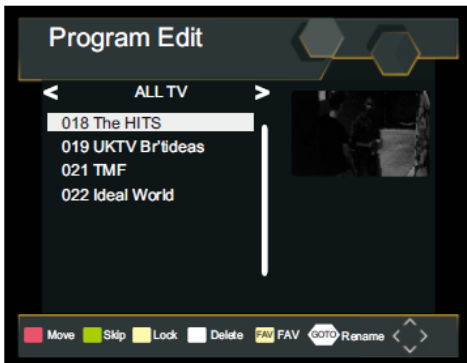 Program Edit
< ALL TV >
018 The HITS
019 UKTV Br'tideas
021 TMF
022 Ideal World
Move Skip Lock Delete FAV FAV GOTO Rename